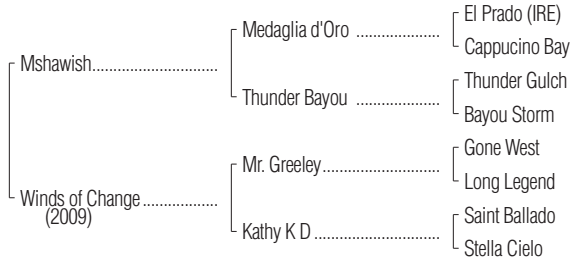 El Prado (IRE)
Medaglia d'Oro ....................
Cappucino Bay
Mshawish..............................
Thunder Gulch
Thunder Bayou ....................
Bayou Storm
Gone West
Mr. Greeley............................
Long Legend
Winds of Change ..................
(2009)
Saint Ballado
Kathy K D ..............................
Stella Cielo